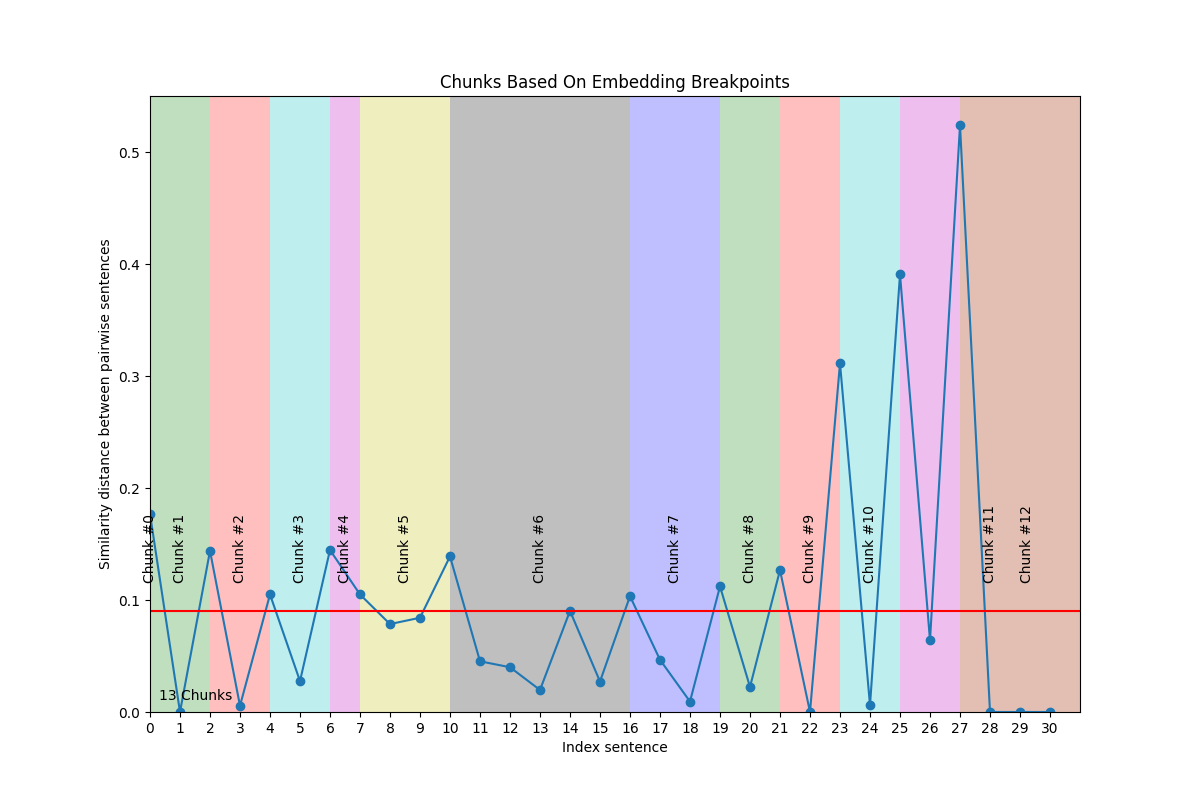 Chunks Based On Embedding Breakpoints
Similarity distance between pairwise sentences
0.5
0.4
0.3
0.2
0.1
0.0
Chunk #0
Chunk #1
Chunk #2
Chunk #3
Chunk #4
Chunk #5
Chunk #6
Chunk #7
Chunk #8
Chunk #9
Chunk #10
Chunk #11
Chunk #12
13 Chunks
0 1 2 3 4 5 6 7 8 9 10 11 12 13 14 15 16 17 18 19 20 21 22 23 24 25 26 27 28 29 30
Index sentence